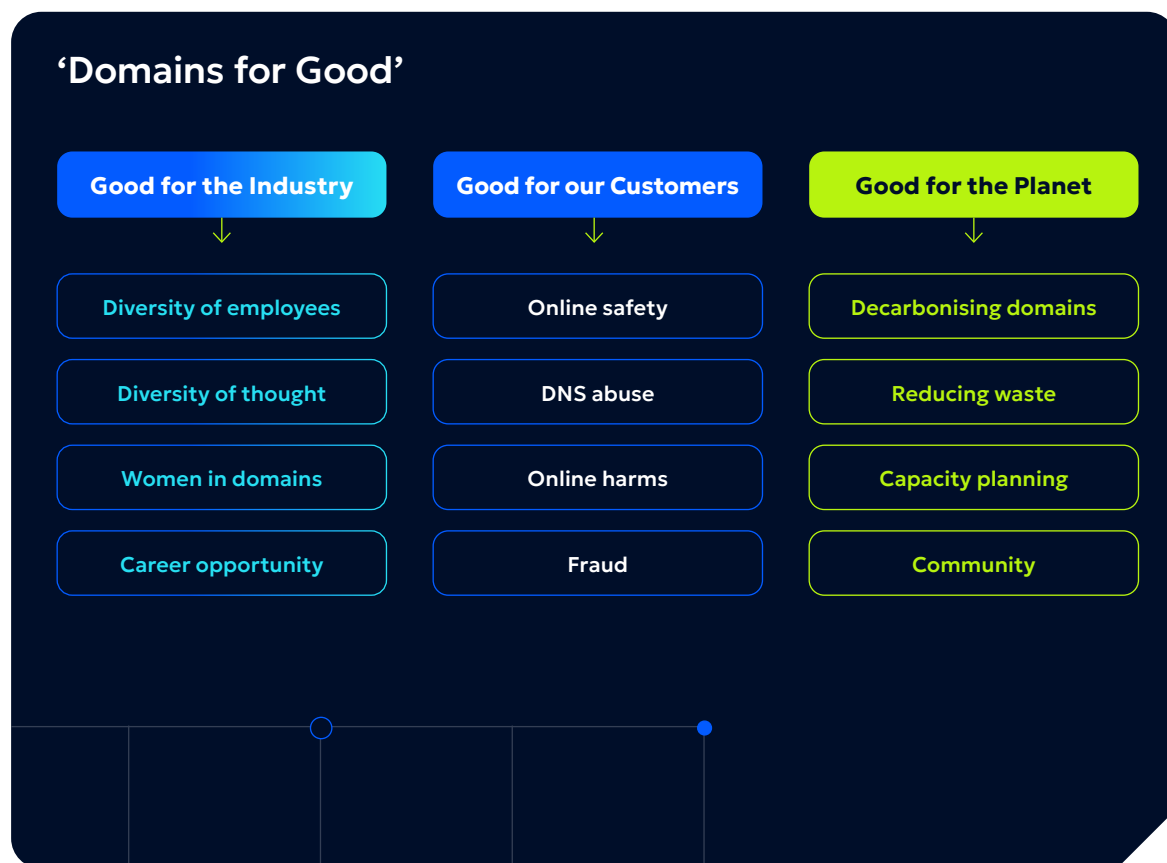 ‘Domains for Good’
Good for the Industry
Diversity of employees
Diversity of thought
Women in domains
Career opportunity
Good for our Customers
Online safety
DNS abuse
Online harms
Fraud
Good for the Planet
Decarbonising domains
Reducing waste
Capacity planning
Community